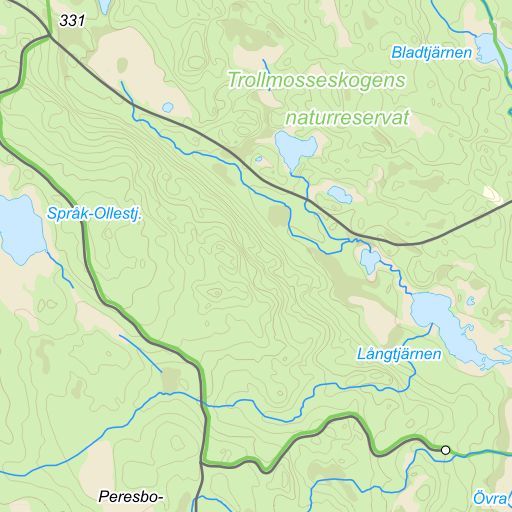 331
Bladtjärnen
Trollmosseskogens
naturreservat
Språk-Ollestj.
Långtjärnen
Peresbo-
Övra